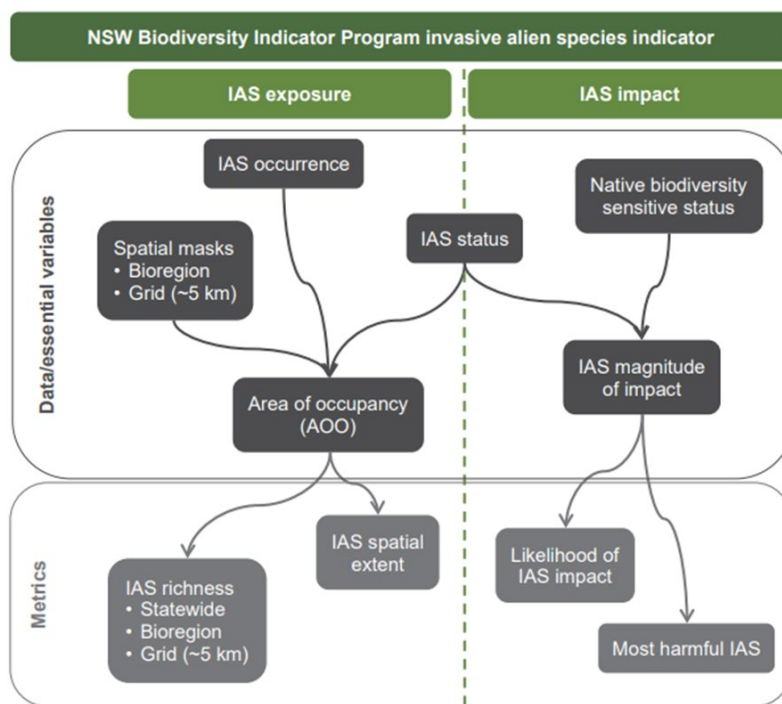 NSW Biodiversity Indicator Program invasive alien species indicator
IAS exposure
IAS impact
Data/essential variables
IAS occurrence
Native biodiversity
sensitive status
Spatial masks
• Bioregion
• Grid (~5 km)
IAS status
Area of occupancy
(AOO)
IAS magnitude
of impact
Metrics
IAS spatial
extent
Likelihood of
IAS impact
IAS richness
• Statewide
• Bioregion
• Grid (~5 km)
Most harmful IAS